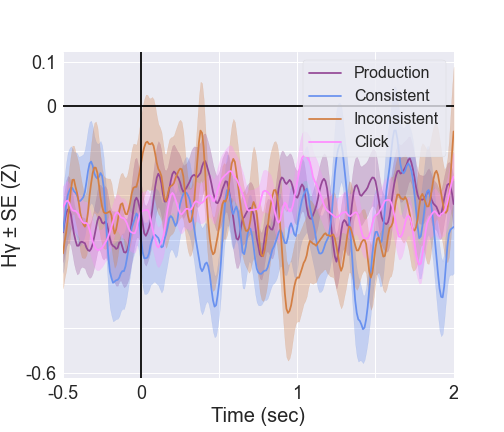 0.1
Production
0
Consistent
Inconsistent
Click
Hγ ± SE (Z)
-0.6
-0.5
0
1
2
Time (sec)